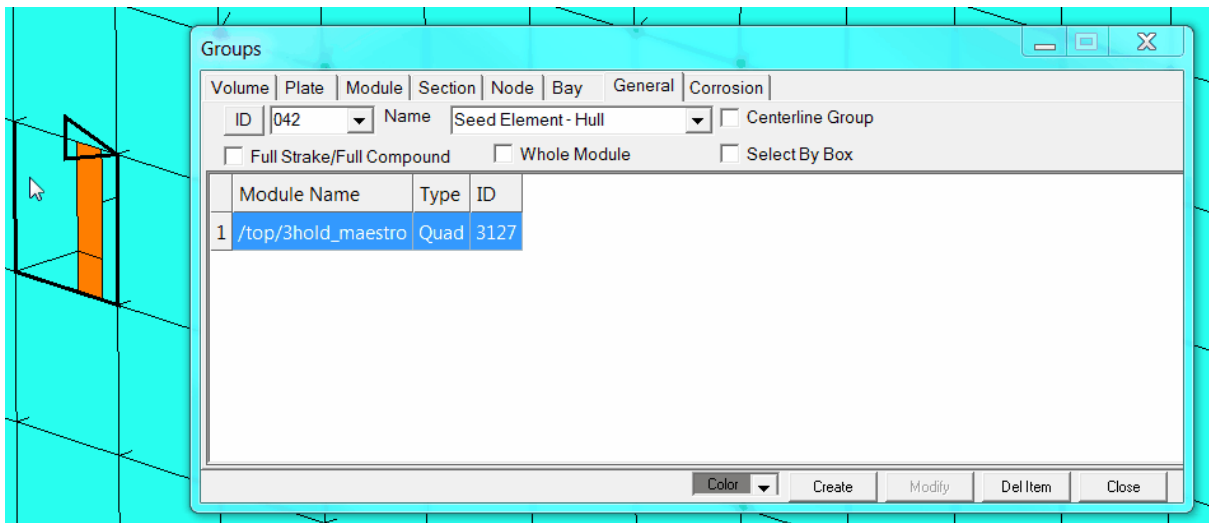 Groups
Volume Plate Module Section Node Bay General Corrosion
ID 042 Name Seed Element - Hull Centerline Group
Full Strake/Full Compound Whole Module Select By Box
Module Name Type ID
1 /top/3hold_maestro Quad 3127
Color Create Modify Del Item Close